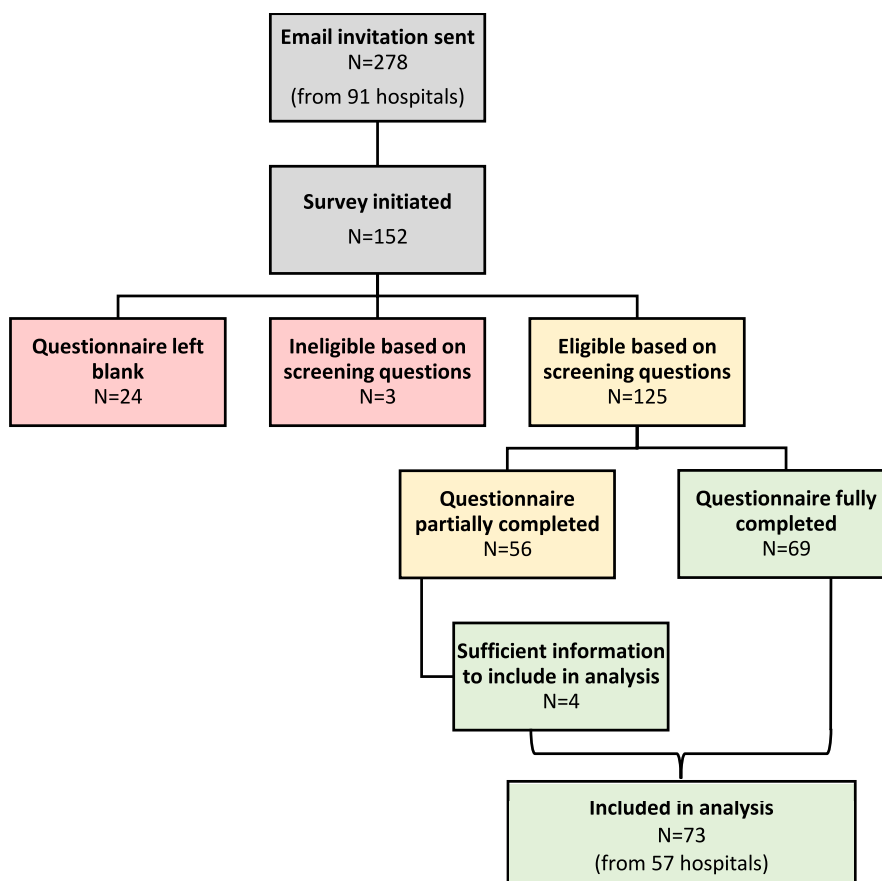 Email invitation sent
N=278
(from 91 hospitals)
Survey initiated
N=152
Questionnaire left
blank
N=24
Ineligible based on
screening questions
N=3
Eligible based on
screening questions
N=125
Questionnaire
partially completed
N=56
Questionnaire fully
completed
N=69
Sufficient information
to include in analysis
N=4
Included in analysis
N=73
(from 57 hospitals)